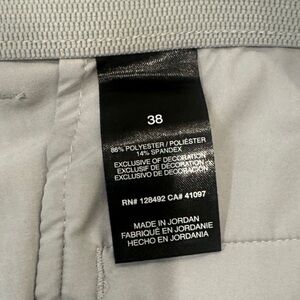 38
86% POLYESTER / POLIÉSTER
14% SPANDEX
EXCLUSIVE OF DECORATION
EXCLUSIF DE DECORATION
EXCLUSIVO DE DECORACIÓN
RN# 128492 CA# 41097
MADE IN JORDAN
FABRIQUÉ EN JORDANIE
HECHO EN JORDANIA